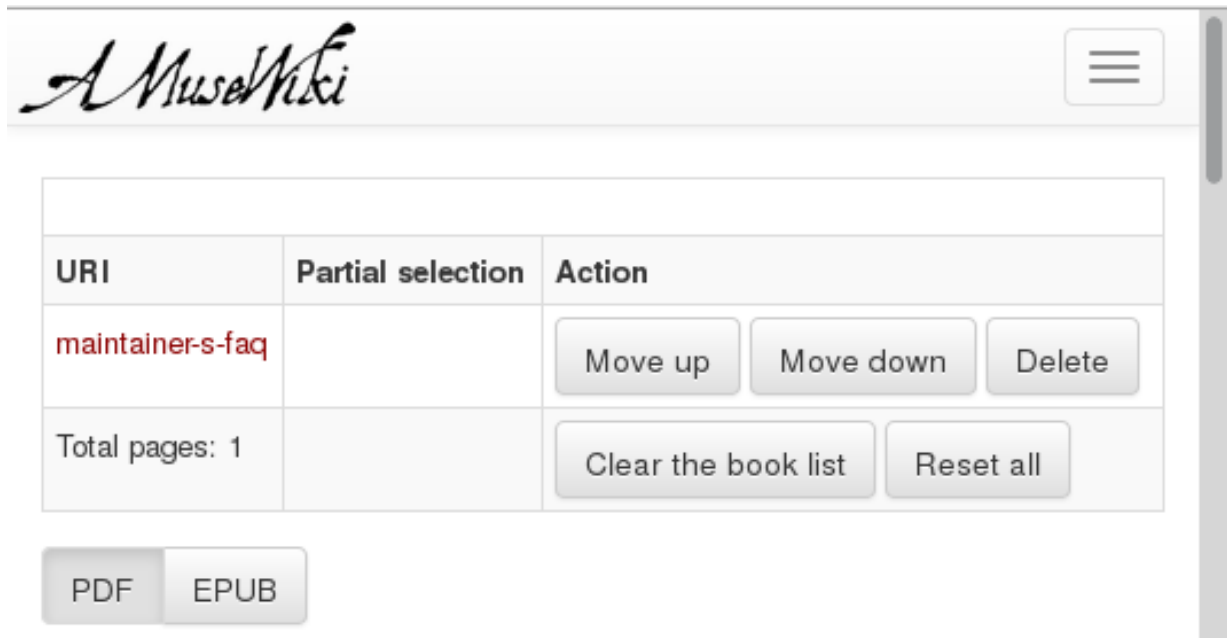 A MuseWiki
URI Partial selection Action
maintainer-s-faq Move up Move down Delete
Total pages: 1 Clear the book list Reset all
PDF EPUB